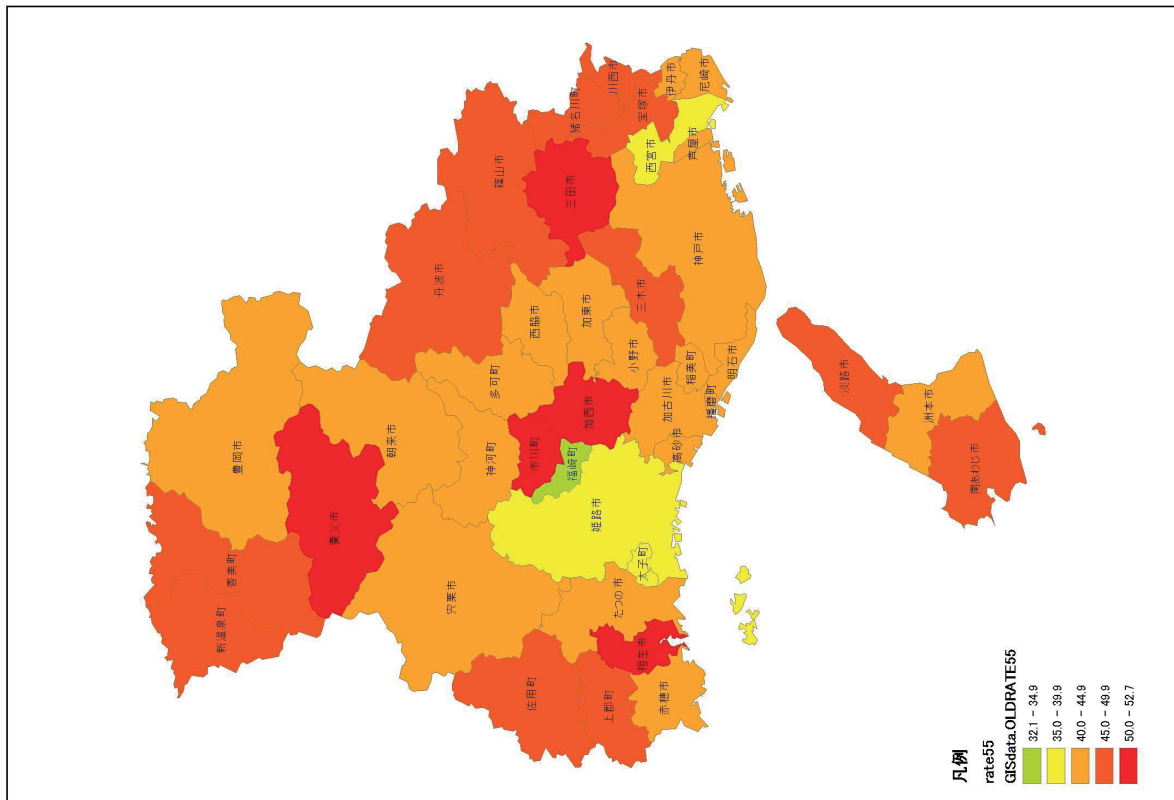 豊岡市
香美町
新温泉町
養父市
朝来市
丹波市
篠山市
猪名川町
川西市
宝塚市
伊丹市
尼崎市
西宮市
芦屋市
三田市
神戸市
三木市
西脇市
加東市
多可町
小野市
神河町
市川町
加西市
福崎町
加古川市
稲美町
明石市
播磨町
高砂市
姫路市
太子町
宍粟市
たつの市
相生市
佐用町
上郡町
赤穂市
淡路市
洲本市
南あわじ市
凡例
rate55
GISdata.OLDRATE55
32.1 - 34.9
35.0 - 39.9
40.0 - 44.9
45.0 - 49.9
50.0 - 52.7